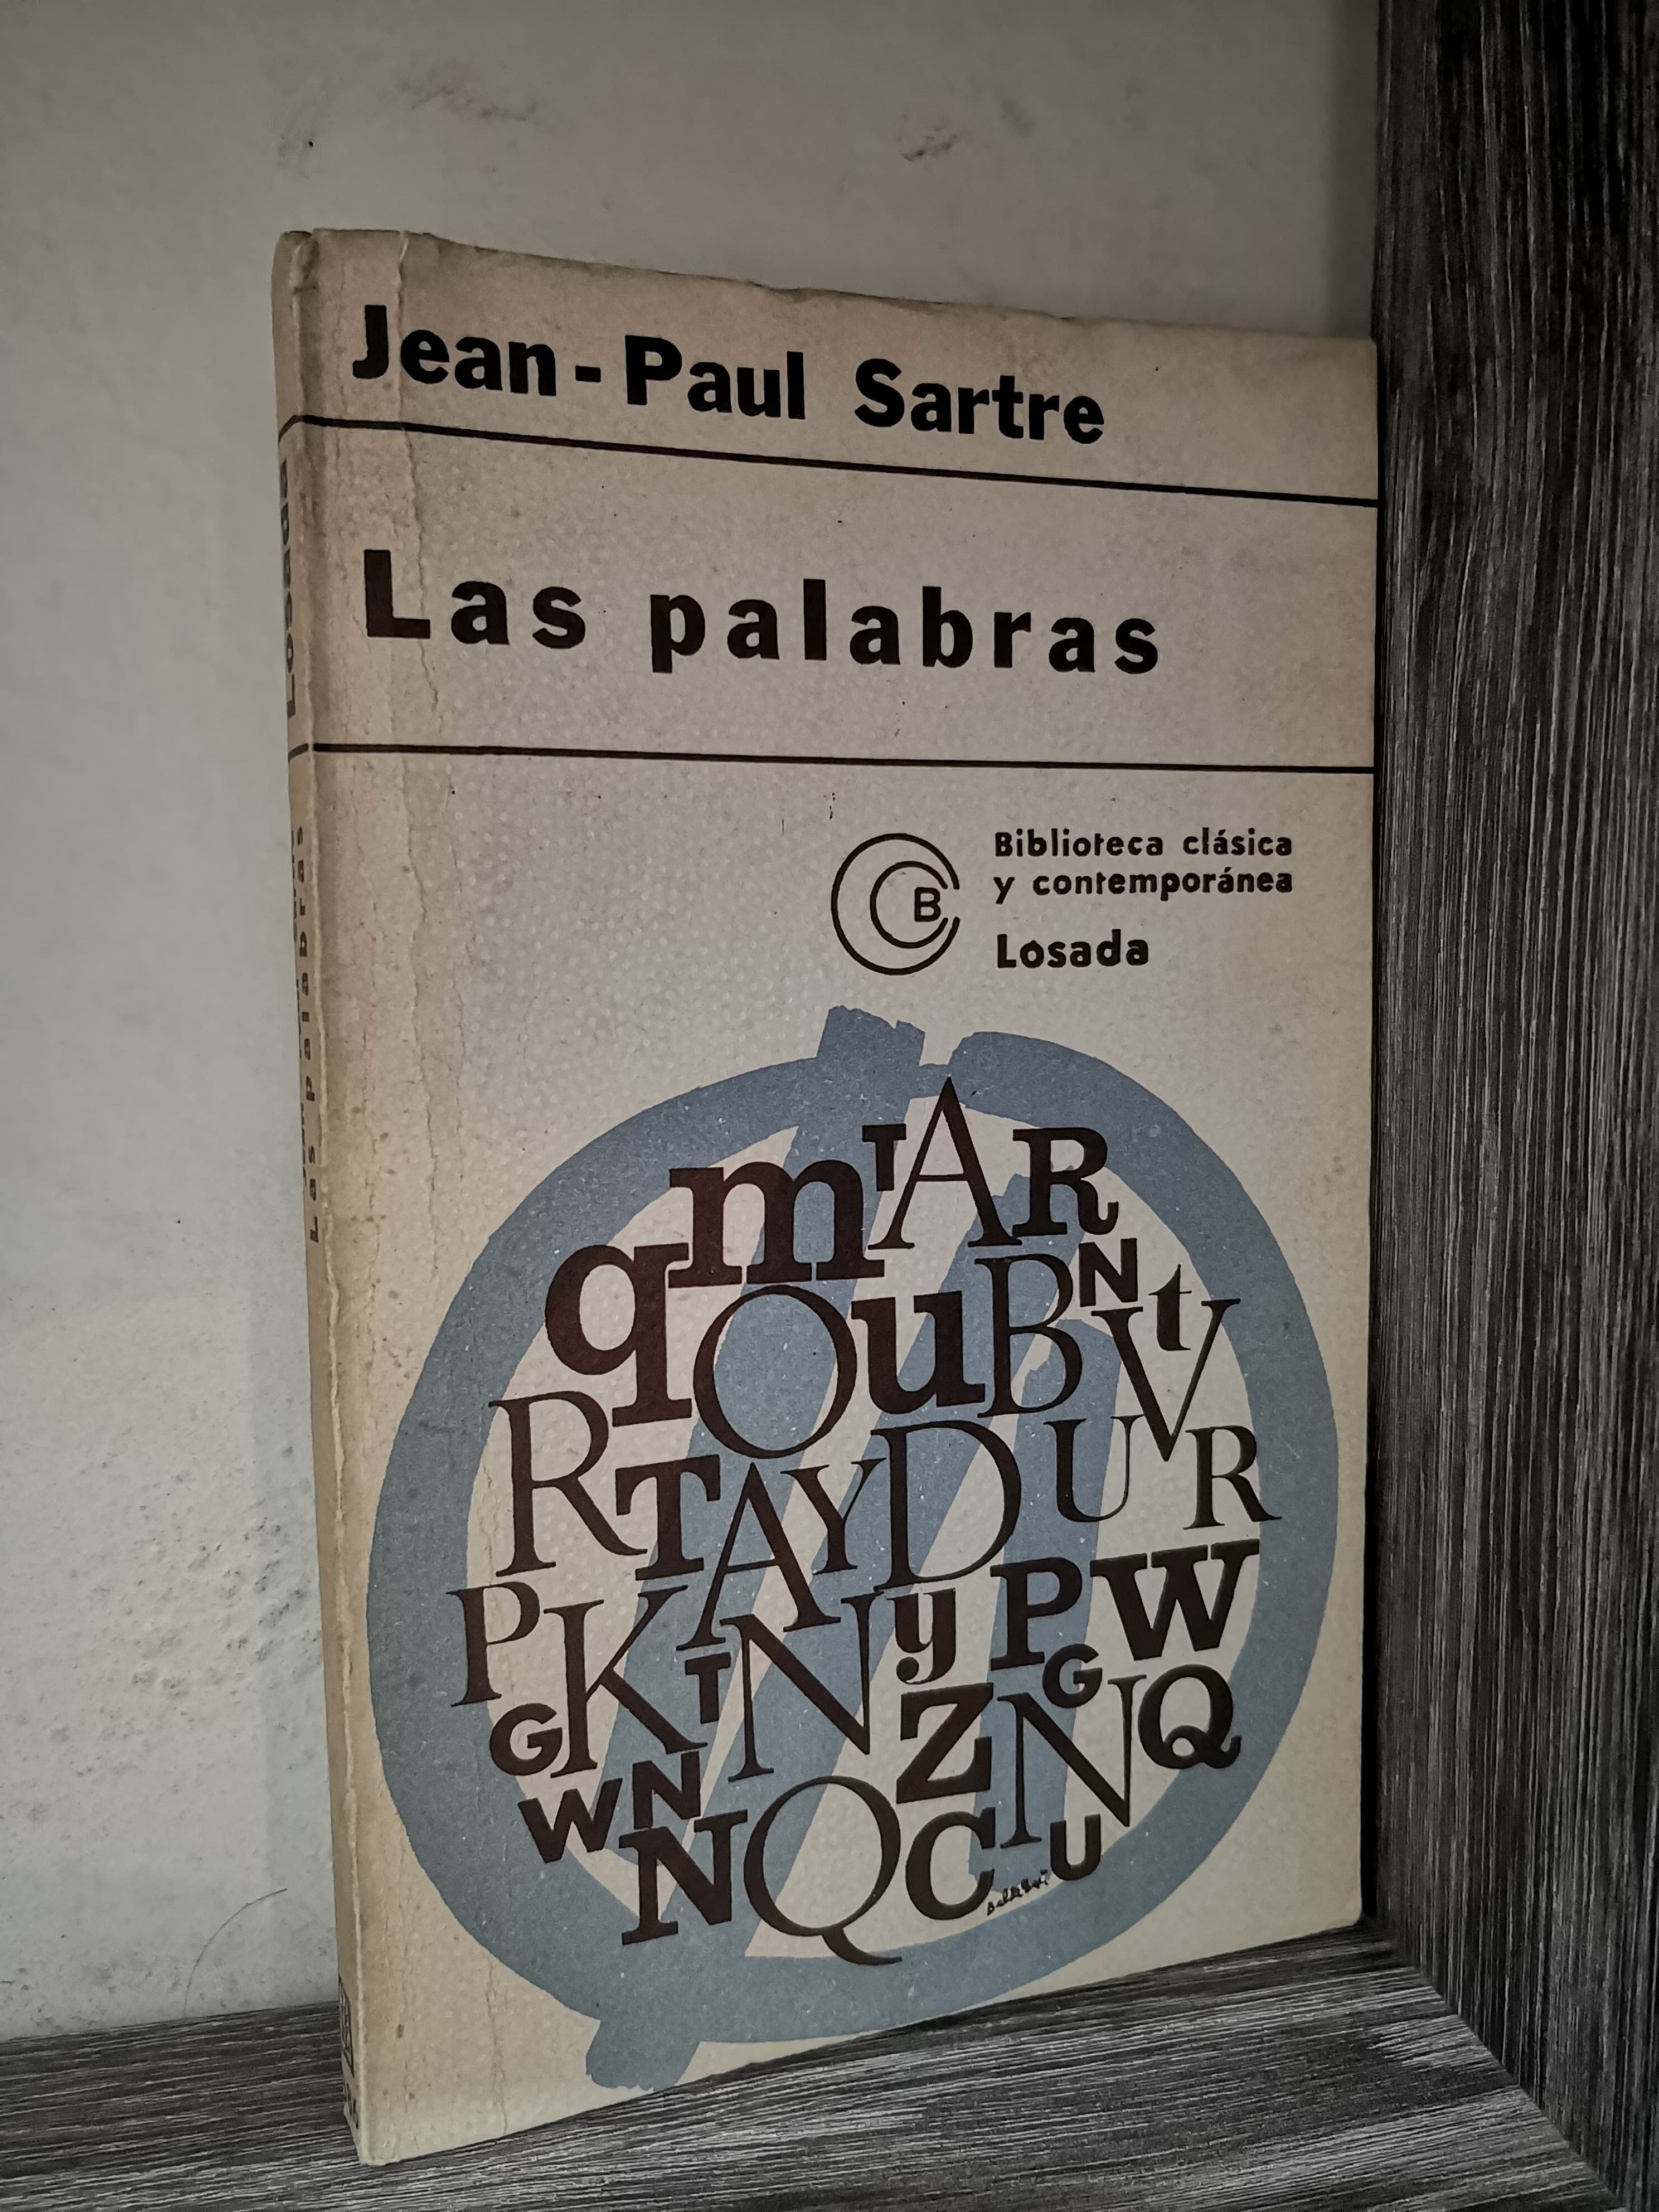 Jean-Paul Sartre
Las palabras
B
Biblioteca clásica
y contemporánea
Losada
T A R
q m
O u B N t V
R T A Y D U R
P K T N y P W
G Z G N Q
W N
N Q C U
Losada
Las palabras